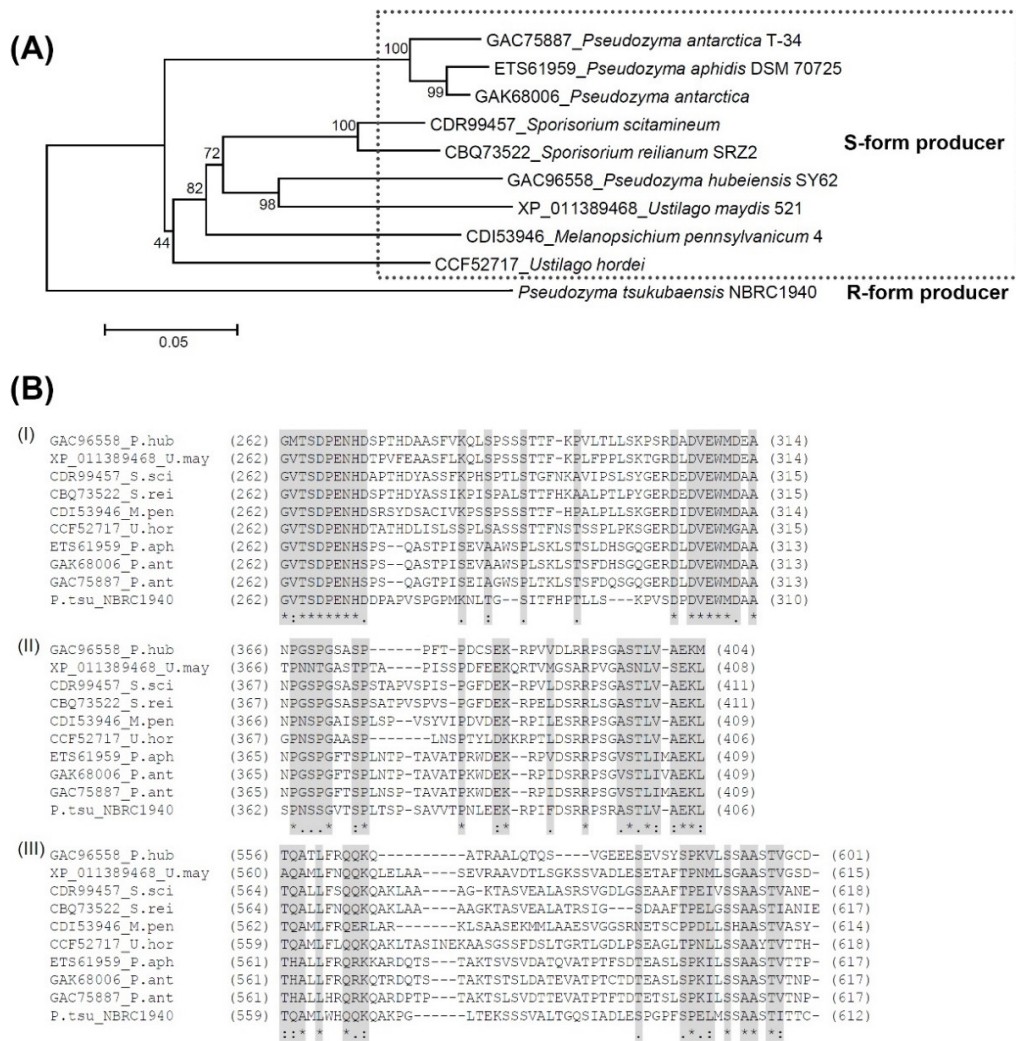 (A)
100
GAC75887_Pseudozyma antarctica T-34
ETS61959_Pseudozyma aphidis DSM 70725
99
GAK68006_Pseudozyma antarctica
100
CDR99457_Sporisorium scitamineum
CBQ73522_Sporisorium reilianum SRZ2
S-form producer
72
GAC96558_Pseudozyma hubeiensis SY62
82
98
XP_011389468_Ustilago maydis 521
CDI53946_Melanopsichium pennsylvanicum 4
44
CCF52717_Ustilago hordei
Pseudozyma tsukubaensis NBRC1940
R-form producer
0.05
(B)
(I)
GAC96558_P.hub (262) GMTSDPENHDSPTHDAASFVKQLSPSSSTTF-KPVLTLLSKPSRDADVEWMDEA (314)
XP_011389468_U.may (262) GVTSDPENHDTPVFEAASFLKQLSPSSSTTF-KPLFPPLSKTGRDLDVEWMDEA (314)
CDR99457_S.sci (262) GVTSDPENHDAPTHDYASSFKPHSPTLSTGFNKAVIPSLYGERDEDVEWMDAA (315)
CBQ73522_S.rei (262) GVTSDPENHDTPTHDYASSIKPISPALSTTFHKAALPTLPYGERDEDVEWMDAA (315)
CDI53946_M.pen (262) GVTSDPENHDSRSYDSACIVKPSSPSSSTTF-HPALPLLSKGERDIDVEWMDAA (314)
CCF52717_U.hor (262) GVTSDPENHDTATHDLISLSSPLSASSSTTFNSTSSPLPKSGERDLDVEWMGAA (315)
ETS61959_P.aph (262) GVTSDPENHSPS--QASTPISEVAAWSPLSKLSTSLDHSGQGERDLDVEWMDAA (313)
GAK68006_P.ant (262) GVTSDPENHSPS--QASTPISEVAAWSPLSKLSTSFDHSGQGERDLDVEWMDAA (313)
GAC75887_P.ant (262) GVTSDPENHSPS--QAGTPISEIAGWSPLTKLSTSFDQSGQGERDLDVEWMDAA (313)
P.tsu_NBRC1940 (262) GVTSDPENHDDPAPVSPGPMKNLTG--SITFHPTLLS---KPVSDPDVEWMDAA (310)
*:*******. . : . * *****. *
(II)
GAC96558_P.hub (366) NPGSPGSASP------PFT-PDCSEK--RPVVDLRRPSGASTLV-AEKM (404)
XP_011389468_U.may (366) TPNNTGASTPTA----PISSPDFEEKQRTVMGSARPVGASNLV-SEKL (408)
CDR99457_S.sci (367) NPGSPGSASPSTAPVSPIS-PGFDEK--RPVLDSRRPSGASTLV-AEKL (411)
CBQ73522_S.rei (367) NPGSPGSASPSATPVSPVS-PGFDEK--RPILDSRRLSGASTLV-AEKL (411)
CDI53946_M.pen (366) NPNSPGAISPLSP--VSYVIPDVDEK--RPILESRRLSGASTLV-AEKL (409)
CCF52717_U.hor (367) GPNSPGAASP------LNSPTYLDKKRPTLDSRRPSGASTLV-AEKL (406)
ETS61959_P.aph (365) NPGSPGFTSPLNTP-TAVATPRWDEK--RPVDSRRPSGVSTLIMAEKL (409)
GAK68006_P.ant (365) NPGSPGFTSPLNTP-TAVATPKWDEK--RPIDSRRPSGVSTLIVAEKL (409)
GAC75887_P.ant (365) NPGSPGFTSPLNSP-TAVATPKWDEK--RPIDSRRPSGVSTLIMAEKL (409)
P.tsu_NBRC1940 (362) SPNSSGVTSPLTSP-SAVVTPNLEEK--RPIFDSRRPSRASTLV-AEKL (406)
*...* :* * :* . * *.*: :**:
(III)
GAC96558_P.hub (556) TQATLFRQQKQ--------ATRAALQTQS---VGEEESEVSYSPKVLSSAASTVGCD- (601)
XP_011389468_U.may (560) AQAMLFNQQKQLELAA----SEVRAAVDTLSGKSSVADLESETAFTPNMLSGAASTVGSD- (615)
CDR99457_S.sci (564) TQALLFNQQKQAKLAA----AAG-KTASVEALASRSVGDLGSEAASTPEIVSSAASTVANE- (618)
CBQ73522_S.rei (564) TQALLFLQQKQAKLAA----AAGKTASVEALATRSIG-SDAAFTPELGSSAASTIANIE (617)
CDI53946_M.pen (562) TQAMLFNQERLAR------KLSAASEKMMLAAESVGGSRNETSCPPDLLSHAASTVASY- (614)
CCF52717_U.hor (559) TQAMLFLQQKQAKLTASINEKAASGSSFDSLTGRTLGDLPSEAGLTPNLLSSAAYTVTTH- (618)
ETS61959_P.aph (561) THALLFRQRKKARDQTS----TAKTSVSVDATQVATPTFSDTEASLSPKILSSAASTVTTP- (617)
GAK68006_P.ant (561) THALLFRQRKQARDQTS----TAKTSTSLDATEVATPTCTDTEASLSPKILSSAASTVTNP- (617)
GAC75887_P.ant (561) THALLHRQRKQARDPTP----TAKTSLSVDTTEVATPTFTDTETSLSPKILSSAASTVTNP- (617)
P.tsu_NBRC1940 (559) TQAMLWHQQKQAKPG-------LTEKSSSVALTGQSIADLESPGPFSPELMSSAASTITTC- (612)
::* * *.: . *.:.* ** *: